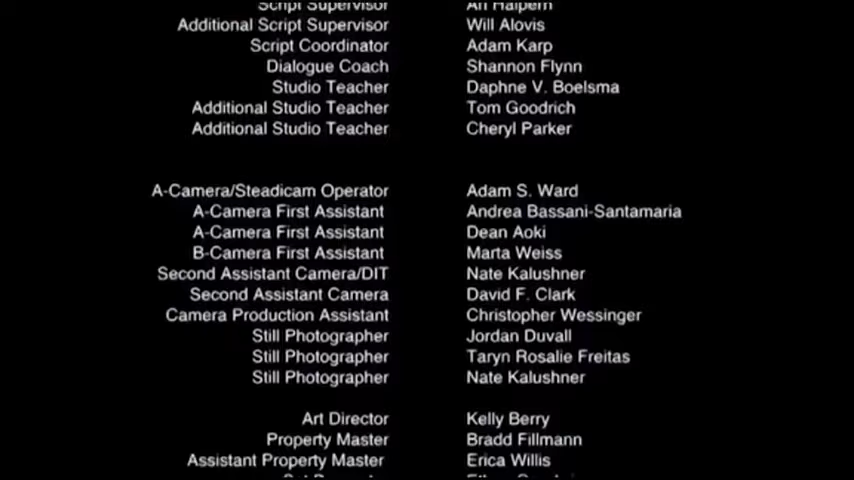 Script Supervisor Ari Halpern
Additional Script Supervisor Will Alovis
Script Coordinator Adam Karp
Dialogue Coach Shannon Flynn
Studio Teacher Daphne V. Boelsma
Additional Studio Teacher Tom Goodrich
Additional Studio Teacher Cheryl Parker
A-Camera/Steadicam Operator Adam S. Ward
A-Camera First Assistant Andrea Bassani-Santamaria
A-Camera First Assistant Dean Aoki
B-Camera First Assistant Marta Weiss
Second Assistant Camera/DIT Nate Kalushner
Second Assistant Camera David F. Clark
Camera Production Assistant Christopher Wessinger
Still Photographer Jordan Duvall
Still Photographer Taryn Rosalie Freitas
Still Photographer Nate Kalushner
Art Director Kelly Berry
Property Master Bradd Fillmann
Assistant Property Master Erica Willis